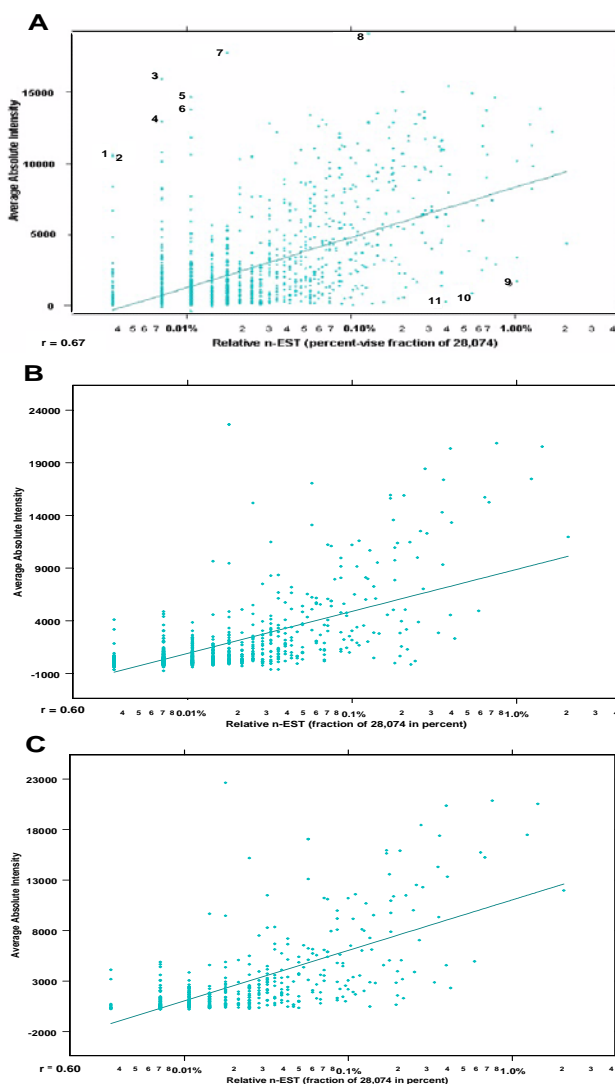 A
8
7
3
5
6
4
1 2
9
10
11
15000
10000
5000
0
Average Absolute Intensity
4 5 6 7 8 0.01% 2 3 4 5 6 7 8 0.10% 2 3 4 5 6 7 8 1.00% 2 3 4
r = 0.67
Relative n-EST (percent-vise fraction of 28,074)
B
24000
19000
14000
9000
4000
-1000
Average Absolute Intensity
4 5 6 7 8 0.01% 2 3 4 5 6 7 8 0.1% 2 3 4 5 6 7 8 1.0% 2 3 4
r = 0.60
Relative n-EST (fraction of 28,074 in percent)
C
23000
18000
13000
8000
3000
-2000
Average Absolute Intensity
4 5 6 7 8 0.01% 2 3 4 5 6 7 8 0.1% 2 3 4 5 6 7 8 1.0% 2 3 4
r = 0.60
Relative n-EST (fraction of 28,074 in percent)